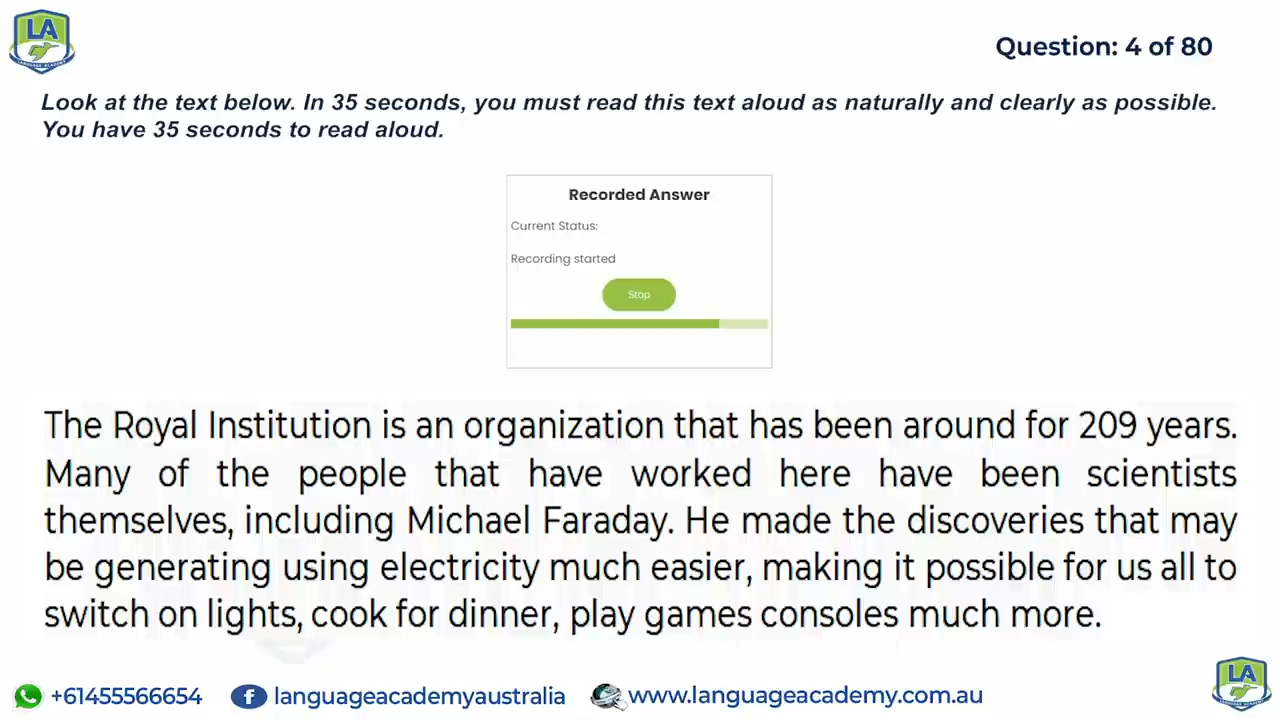 LA
LANGUAGE ACADEMY
Question: 4 of 80
Look at the text below. In 35 seconds, you must read this text aloud as naturally and clearly as possible.
You have 35 seconds to read aloud.
Recorded Answer
Current Status:
Recording started
Stop
The Royal Institution is an organization that has been around for 209 years.
Many of the people that have worked here have been scientists
themselves, including Michael Faraday. He made the discoveries that may
be generating using electricity much easier, making it possible for us all to
switch on lights, cook for dinner, play games consoles much more.
+61455566654
languageacademyaustralia
www.languageacademy.com.au
LA
LANGUAGE ACADEMY